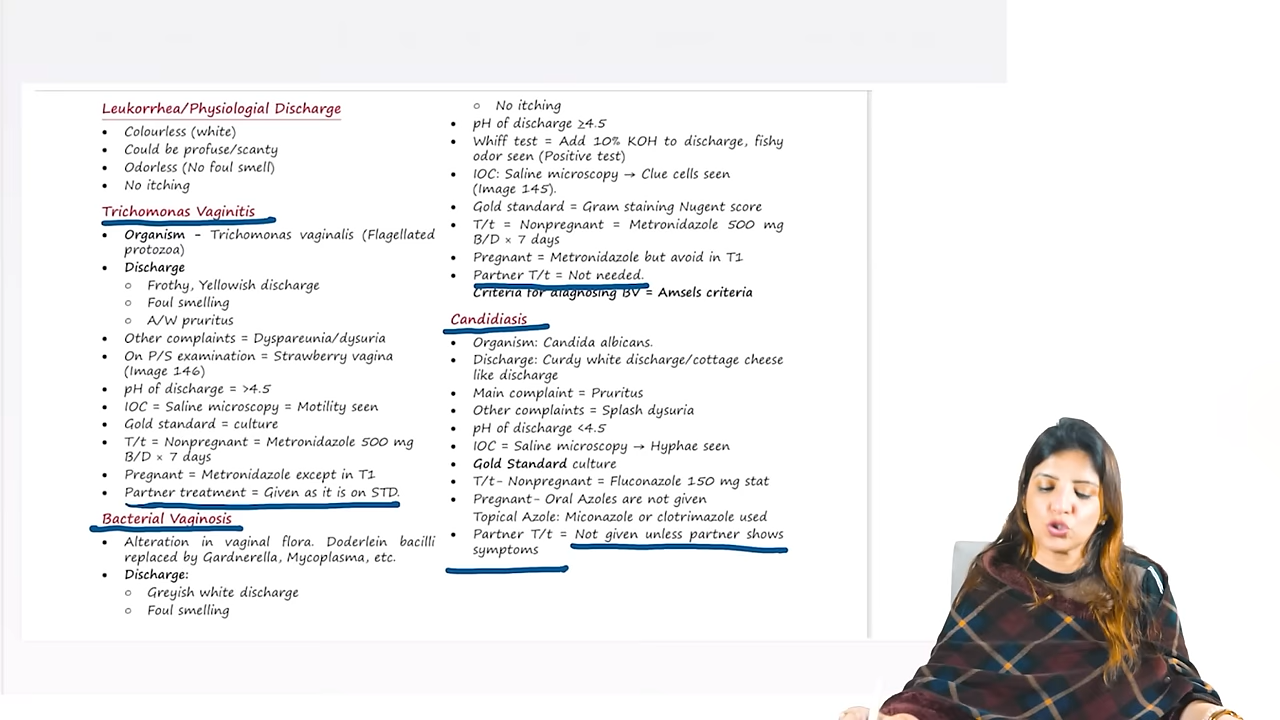 Leukorrhea/Physiologial Discharge
• Colourless (white)
• Could be profuse/scanty
• Odorless (No foul smell)
• No itching
Trichomonas Vaginitis
• Organism - Trichomonas vaginalis (Flagellated
protozoa)
• Discharge
○ Frothy, Yellowish discharge
○ Foul smelling
○ A/W pruritus
• Other complaints = Dyspareunia/dysuria
• On P/S examination = Strawberry vagina
(Image 146)
• pH of discharge = >4.5
• IOC = Saline microscopy = Motility seen
• Gold standard = culture
• T/t = Nonpregnant = Metronidazole 500 mg
B/D × 7 days
• Pregnant = Metronidazole except in T1
• Partner treatment = Given as it is on STD.
Bacterial Vaginosis
• Alteration in vaginal flora. Doderlein bacilli
replaced by Gardnerella, Mycoplasma, etc.
• Discharge:
○ Greyish white discharge
○ Foul smelling
○ No itching
• pH of discharge ≥4.5
• Whiff test = Add 10% KOH to discharge, fishy
odor seen (Positive test)
• IOC: Saline microscopy → Clue cells seen
(Image 145).
• Gold standard = Gram staining Nugent score
• T/t = Nonpregnant = Metronidazole 500 mg
B/D × 7 days
• Pregnant = Metronidazole but avoid in T1
• Partner T/t = Not needed.
Criteria for diagnosing BV = Amsels criteria
Candidiasis
• Organism: Candida albicans.
• Discharge: Curdy white discharge/cottage cheese
like discharge
• Main complaint = Pruritus
• Other complaints = Splash dysuria
• pH of discharge <4.5
• IOC = Saline microscopy → Hyphae seen
• Gold Standard culture
• T/t- Nonpregnant = Fluconazole 150 mg stat
• Pregnant- Oral Azoles are not given
Topical Azole: Miconazole or clotrimazole used
• Partner T/t = Not given unless partner shows
symptoms